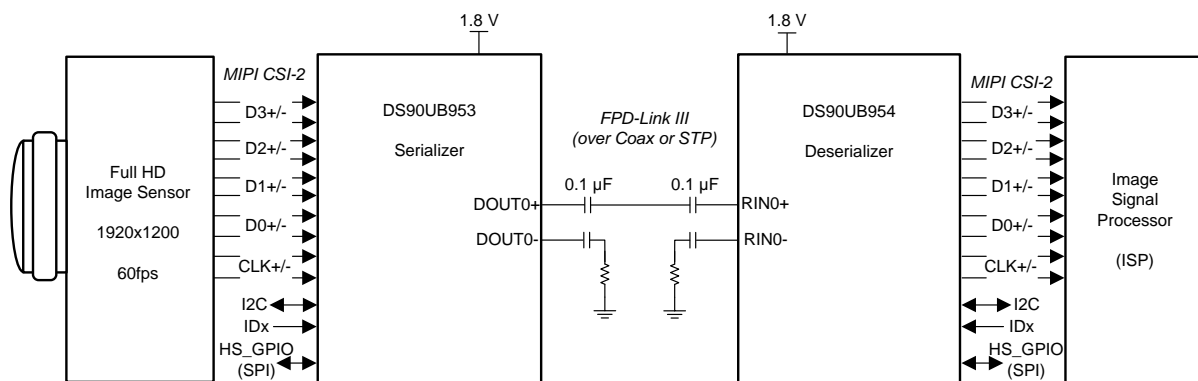 1.8 V
1.8 V
MIPI CSI-2
MIPI CSI-2
D3+/-
D2+/-
D1+/-
D0+/-
CLK+/-
I2C
IDx
HS_GPIO
(SPI)
Full HD
Image Sensor
1920x1200
60fps
DS90UB953
Serializer
DOUT0+
DOUT0-
FPD-Link III
(over Coax or STP)
0.1 µF
0.1 µF
DS90UB954
Deserializer
RIN0+
RIN0-
D3+/-
D2+/-
D1+/-
D0+/-
CLK+/-
I2C
IDx
HS_GPIO
(SPI)
Image
Signal
Processor
(ISP)